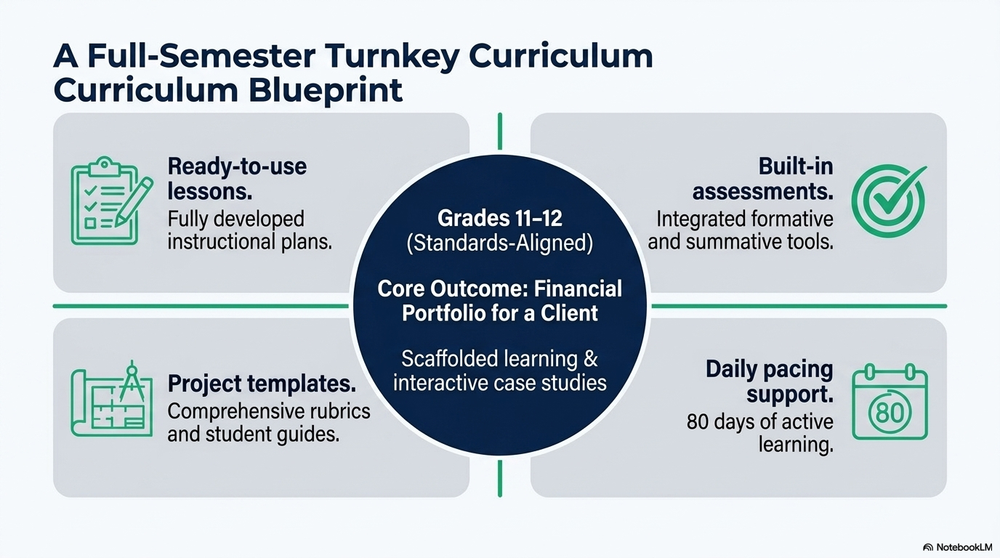 A Full-Semester Turnkey Curriculum
Curriculum Blueprint
Ready-to-use
lessons.
Fully developed
instructional plans.
Built-in
assessments.
Integrated formative
and summative tools.
Grades 11–12
(Standards-Aligned)
Core Outcome: Financial
Portfolio for a Client
Scaffolded learning &
interactive case studies
Project templates.
Comprehensive rubrics
and student guides.
Daily pacing
support.
80 days of active
learning.
80
NotebookLM